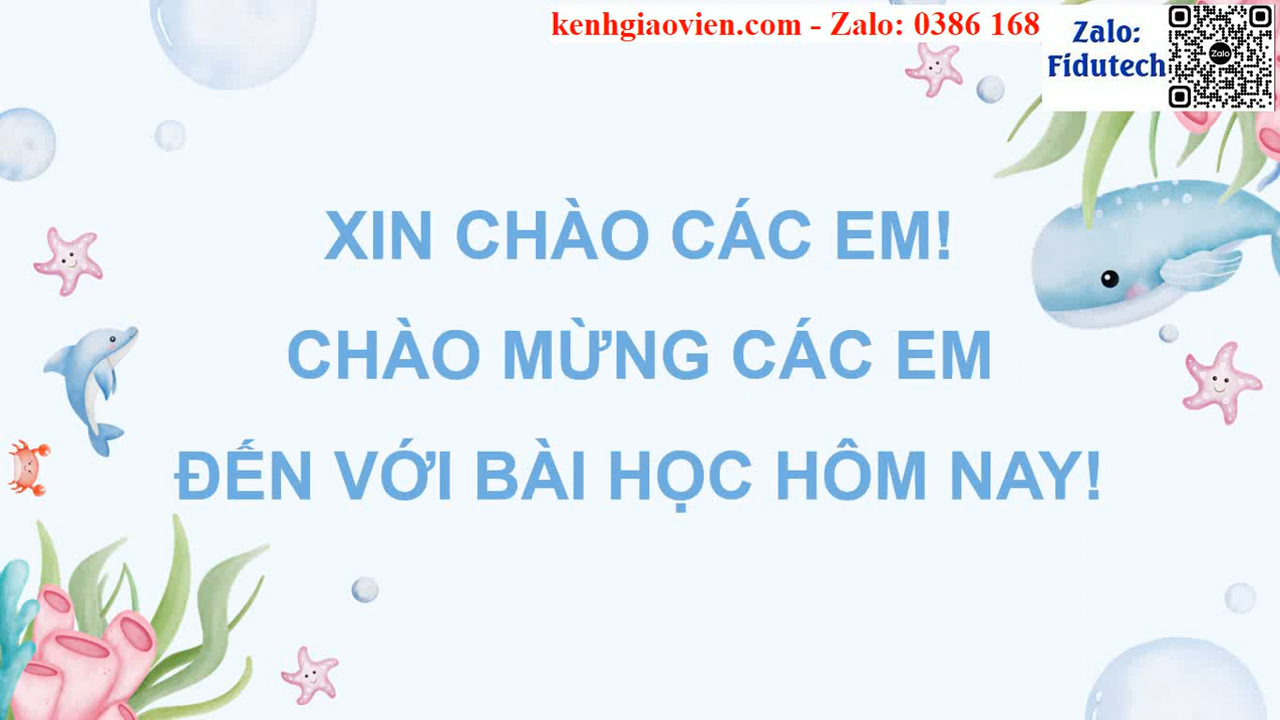 kenhgiaovien.com - Zalo: 0386 168
Zalo:
Fidutech
Zalo
XIN CHÀO CÁC EM!
CHÀO MỪNG CÁC EM
ĐẾN VỚI BÀI HỌC HÔM NAY!